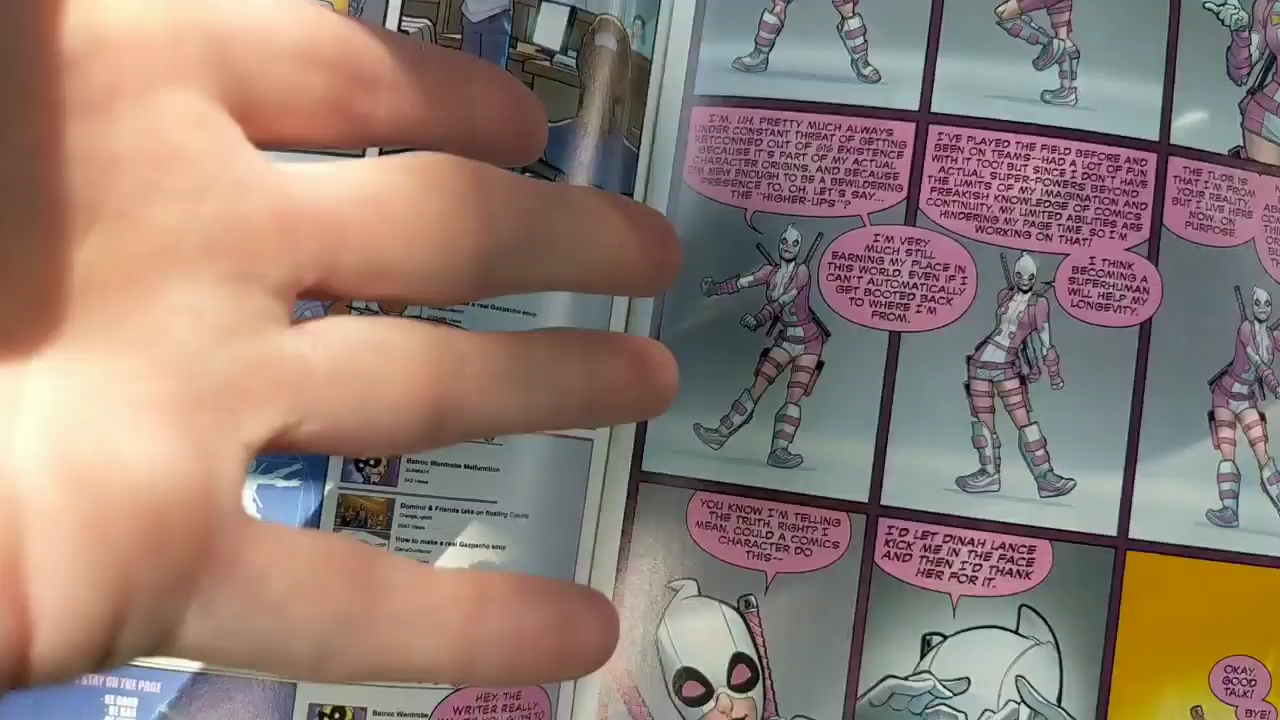 a real Gazpacho soup
Batroc Wardrobe Malfunction
Domino & Friends take on floating Casino
How to make a real Gazpacho soup
STAY ON THE PAGE
Batroc Wardrobe
HEY, THE
WRITER REALLY
I'M, UH, PRETTY MUCH ALWAYS
UNDER CONSTANT THREAT OF GETTING
RETCONNED OUT OF 616 EXISTENCE
BECAUSE IT'S PART OF MY ACTUAL
CHARACTER ORIGINS, AND BECAUSE
I'M NEW ENOUGH TO BE A BEWILDERING
PRESENCE TO, OH, LET'S SAY...
THE "HIGHER-UPS"?
I'M VERY
MUCH STILL
EARNING MY PLACE IN
THIS WORLD, EVEN IF I
CAN'T AUTOMATICALLY
GET BOOTED BACK
TO WHERE I'M
FROM.
I'VE PLAYED THE FIELD BEFORE AND
BEEN ON TEAMS--HAD A LOT OF FUN
WITH IT TOO! BUT SINCE I DON'T HAVE
ACTUAL SUPER-POWERS BEYOND
THE LIMITS OF MY IMAGINATION AND
FREAKISH KNOWLEDGE OF COMICS
CONTINUITY, MY LIMITED ABILITIES ARE
HINDERING MY PAGE TIME, SO I'M
WORKING ON THAT!
I THINK
BECOMING A
SUPERHUMAN
WILL HELP MY
LONGEVITY.
THE TL;DR IS
THAT I'M FROM
YOUR REALITY,
BUT I LIVE HERE
NOW. ON
PURPOSE
YOU KNOW I'M TELLING
THE TRUTH, RIGHT? I
MEAN, COULD A COMICS
CHARACTER DO
THIS--
I'D LET DINAH LANCE
KICK ME IN THE FACE
AND THEN I'D THANK
HER FOR IT.
OKAY,
GOOD
TALK!
BYE!